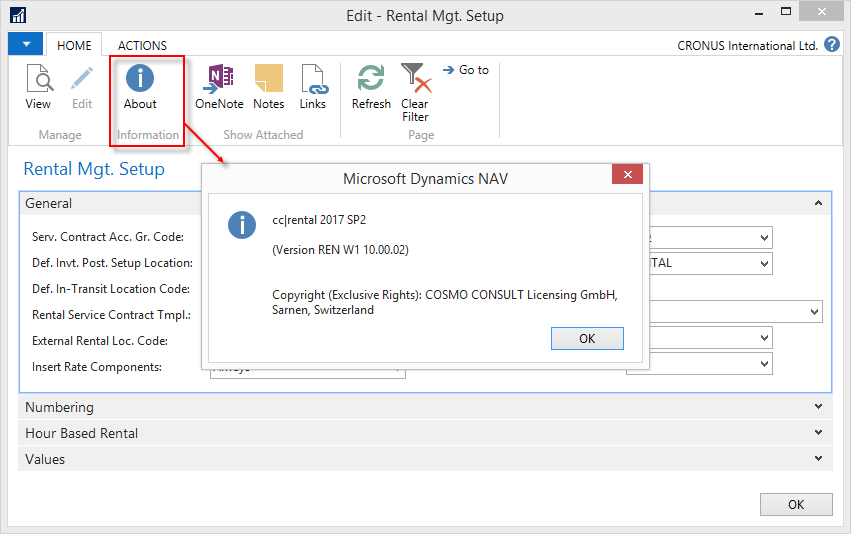 Edit - Rental Mgt. Setup
HOME
ACTIONS
CRONUS International Ltd.
View
Edit
About
OneNote
Notes
Links
Refresh
Clear
Filter
Go to
Manage
Information
Show Attached
Page
Rental Mgt. Setup
Microsoft Dynamics NAV
General
cc|rental 2017 SP2
(Version REN W1 10.00.02)
Copyright (Exclusive Rights): COSMO CONSULT Licensing GmbH,
Sarnen, Switzerland
OK
Serv. Contract Acc. Gr. Code:
Def. Invt. Post. Setup Location:
Def. In-Transit Location Code:
Rental Service Contract Tmpl.:
External Rental Loc. Code:
Insert Rate Components:
Numbering
Hour Based Rental
Values
OK